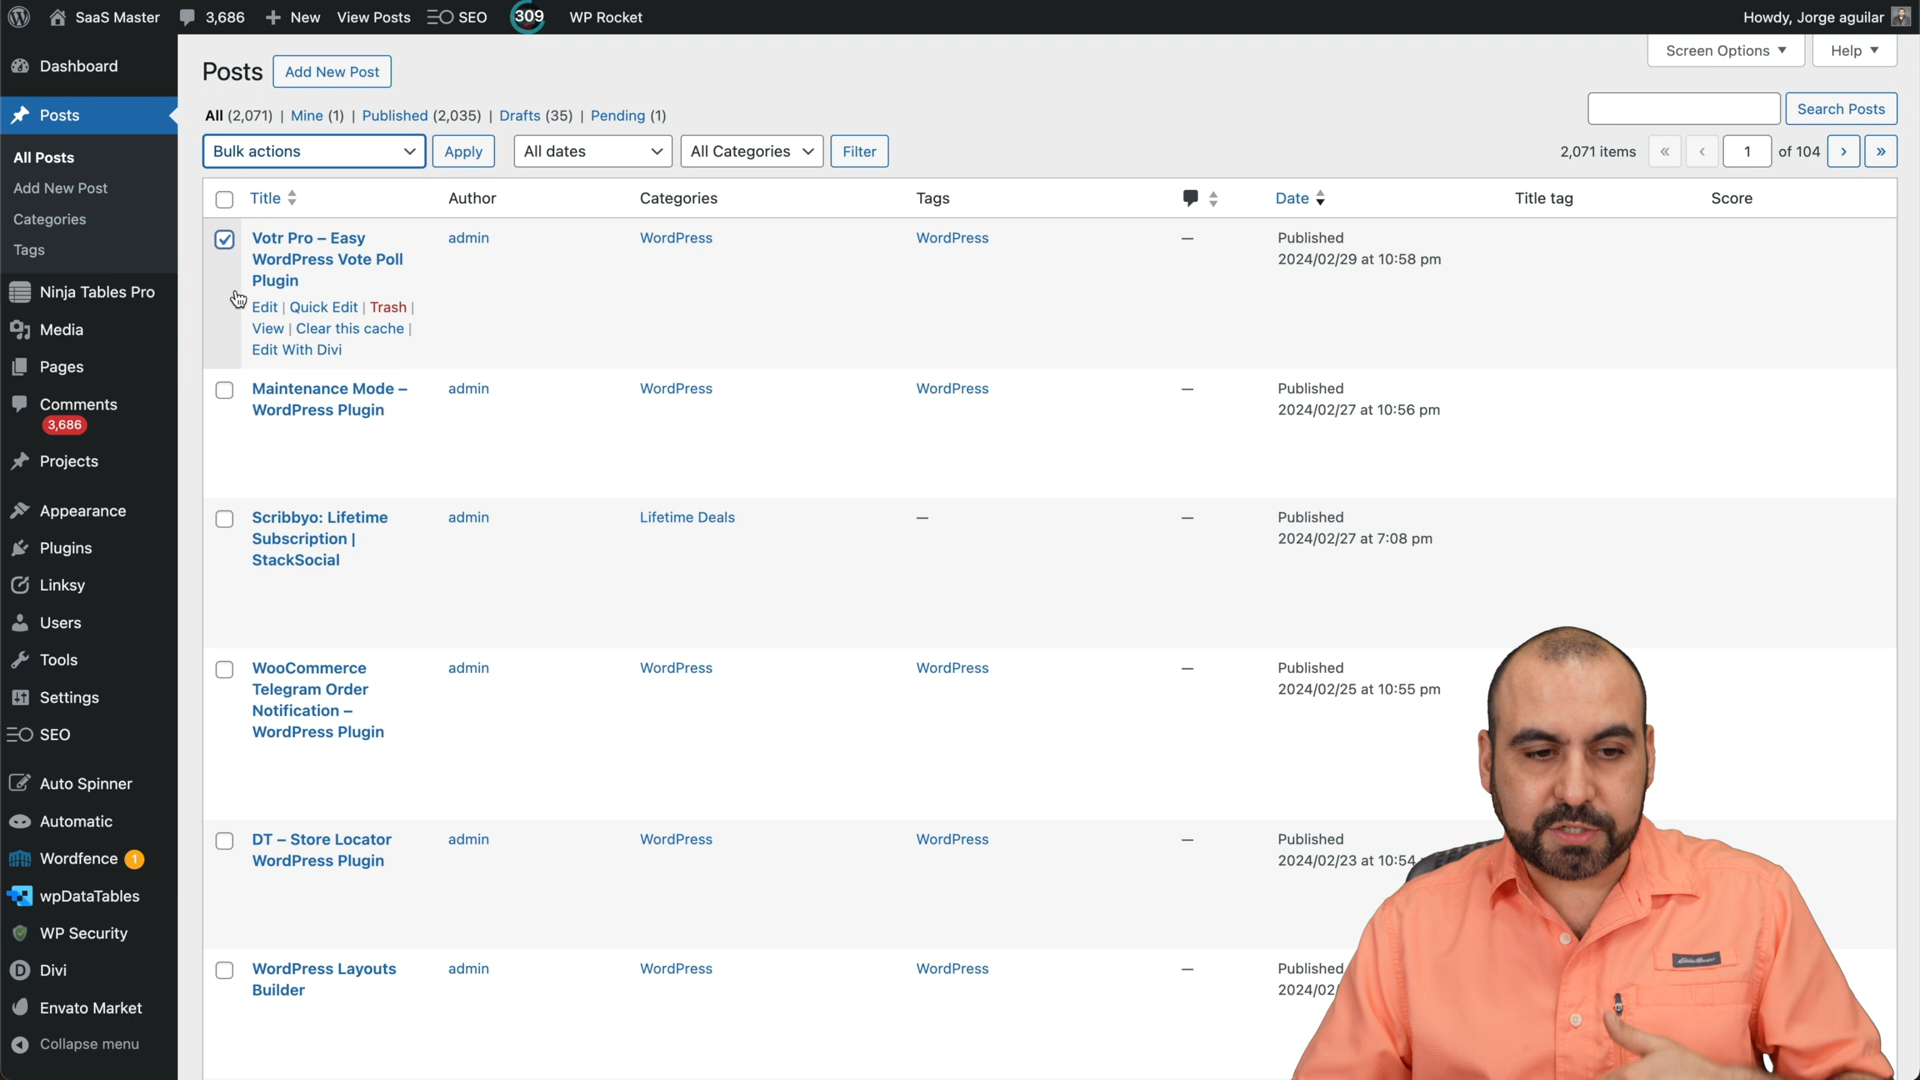 SaaS Master 3,686 New View Posts SEO 309 WP Rocket Howdy, Jorge aguilar
Screen Options Help
Dashboard
Posts
All Posts
Add New Post
Categories
Tags
Ninja Tables Pro
Media
Pages
Comments
3,686
Projects
Appearance
Plugins
Linksy
Users
Tools
Settings
SEO
Auto Spinner
Automatic
Wordfence 1
wpDataTables
WP Security
Divi
Envato Market
Collapse menu
Posts Add New Post
All (2,071) | Mine (1) | Published (2,035) | Drafts (35) | Pending (1)
Search Posts
Bulk actions Apply All dates All Categories Filter 2,071 items « ‹ 1 of 104 › »
Title Author Categories Tags Date Title tag Score
Votr Pro – Easy admin WordPress WordPress — Published
WordPress Vote Poll 2024/02/29 at 10:58 pm
Plugin
Edit | Quick Edit | Trash |
View | Clear this cache |
Edit With Divi
Maintenance Mode – admin WordPress WordPress — Published
WordPress Plugin 2024/02/27 at 10:56 pm
Scribbyo: Lifetime admin Lifetime Deals — — Published
Subscription | 2024/02/27 at 7:08 pm
StackSocial
WooCommerce admin WordPress WordPress — Published
Telegram Order 2024/02/25 at 10:55 pm
Notification –
WordPress Plugin
DT – Store Locator admin WordPress WordPress — Published
WordPress Plugin 2024/02/23 at 10:54
WordPress Layouts admin WordPress WordPress — Published
Builder 2024/02/